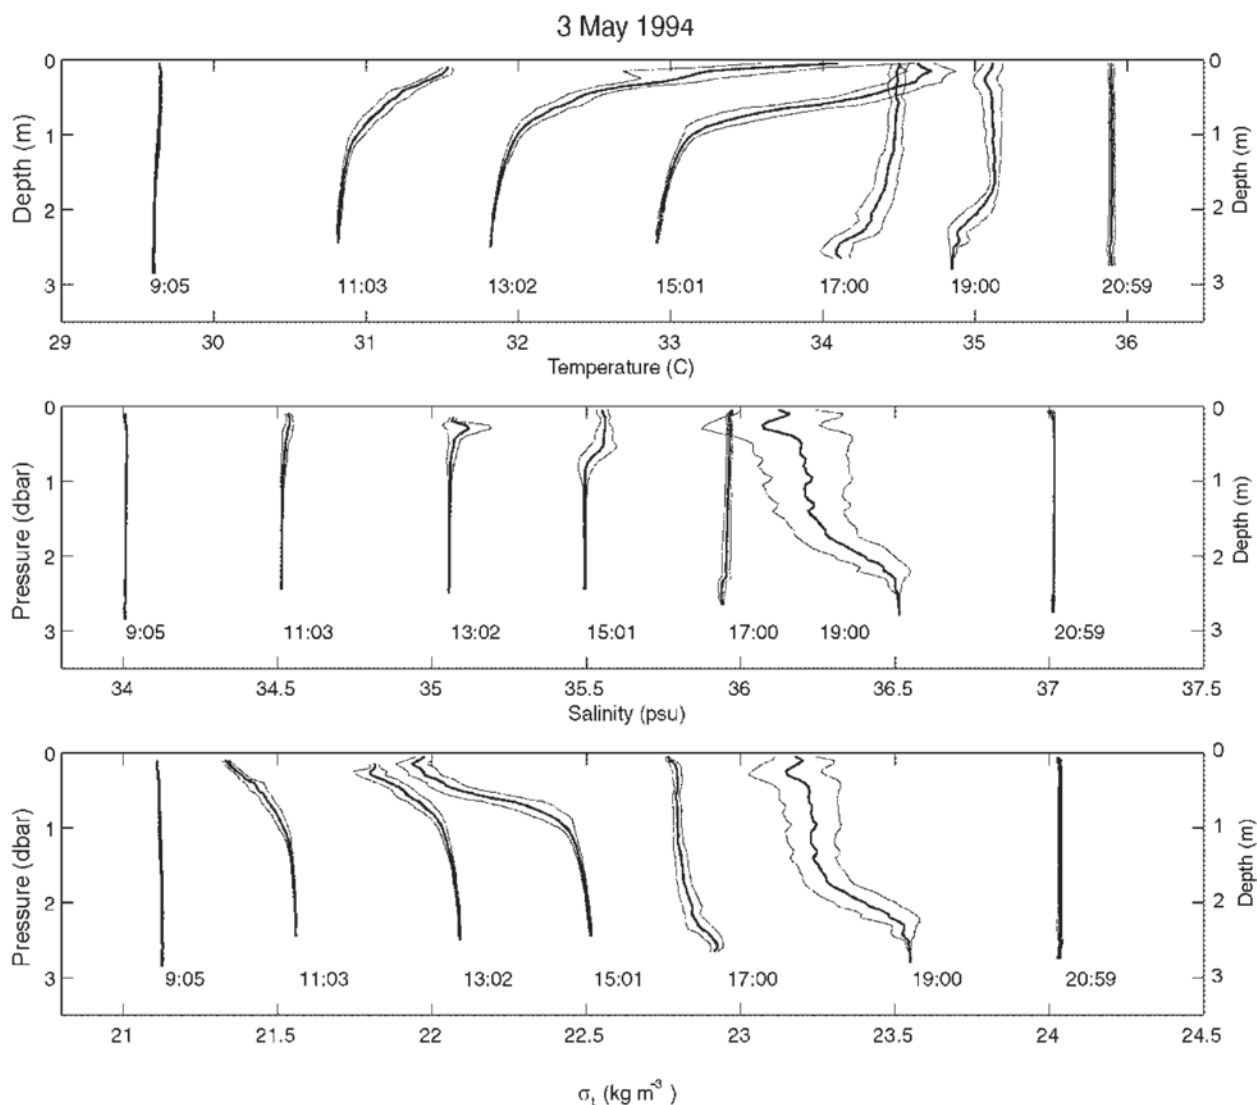 3 May 1994
0 0
1 1
2 2
3 3
Depth (m) Depth (m)
9:05 11:03 13:02 15:01 17:00 19:00 20:59
29 30 31 32 33 34 35 36
Temperature (C)
0 0
1 1
2 2
3 3
Pressure (dbar) Depth (m)
9:05 11:03 13:02 15:01 17:00 19:00 20:59
34 34.5 35 35.5 36 36.5 37 37.5
Salinity (psu)
0 0
1 1
2 2
3 3
Pressure (dbar) Depth (m)
9:05 11:03 13:02 15:01 17:00 19:00 20:59
21 21.5 22 22.5 23 23.5 24 24.5
σt (kg m-3)